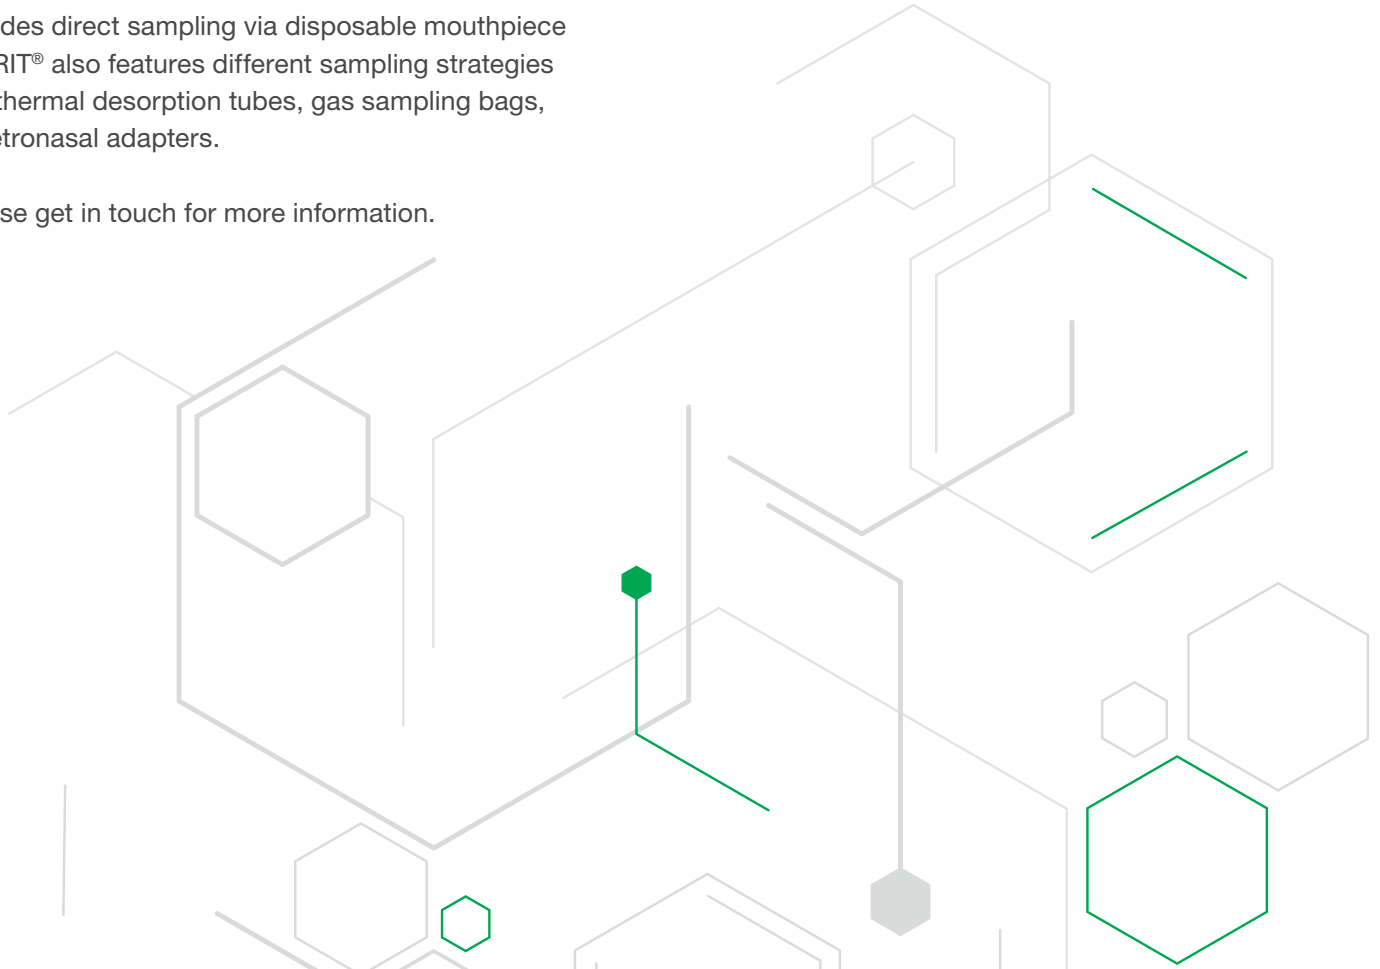 des direct sampling via disposable mouthpiece
RIT® also features different sampling strategies
thermal desorption tubes, gas sampling bags,
etronasal adapters.
se get in touch for more information.